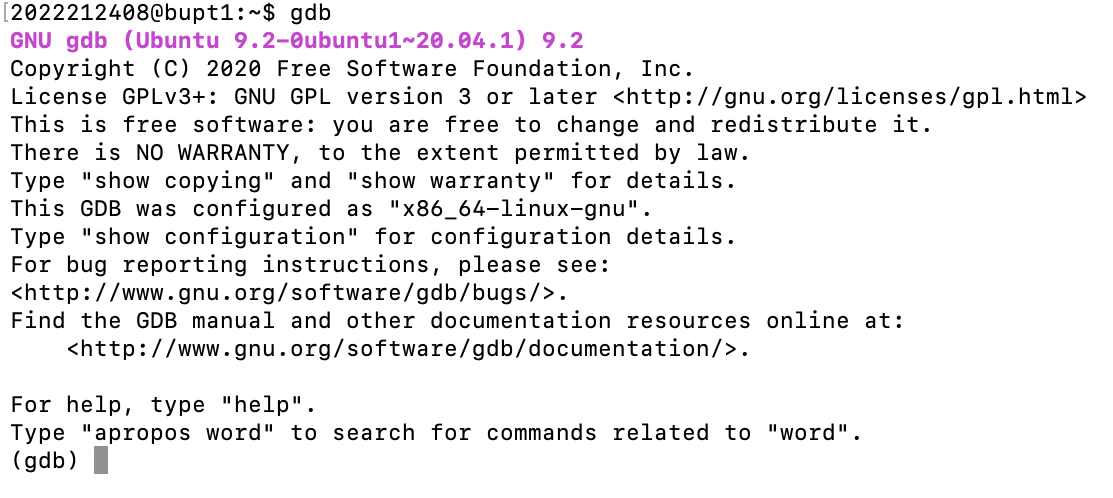 [2022212408@bupt1:~$ gdb
GNU gdb (Ubuntu 9.2-0ubuntu1~20.04.1) 9.2
Copyright (C) 2020 Free Software Foundation, Inc.
License GPLv3+: GNU GPL version 3 or later <http://gnu.org/licenses/gpl.html>
This is free software: you are free to change and redistribute it.
There is NO WARRANTY, to the extent permitted by law.
Type "show copying" and "show warranty" for details.
This GDB was configured as "x86_64-linux-gnu".
Type "show configuration" for configuration details.
For bug reporting instructions, please see:
<http://www.gnu.org/software/gdb/bugs/>.
Find the GDB manual and other documentation resources online at:
    <http://www.gnu.org/software/gdb/documentation/>.

For help, type "help".
Type "apropos word" to search for commands related to "word".
(gdb)